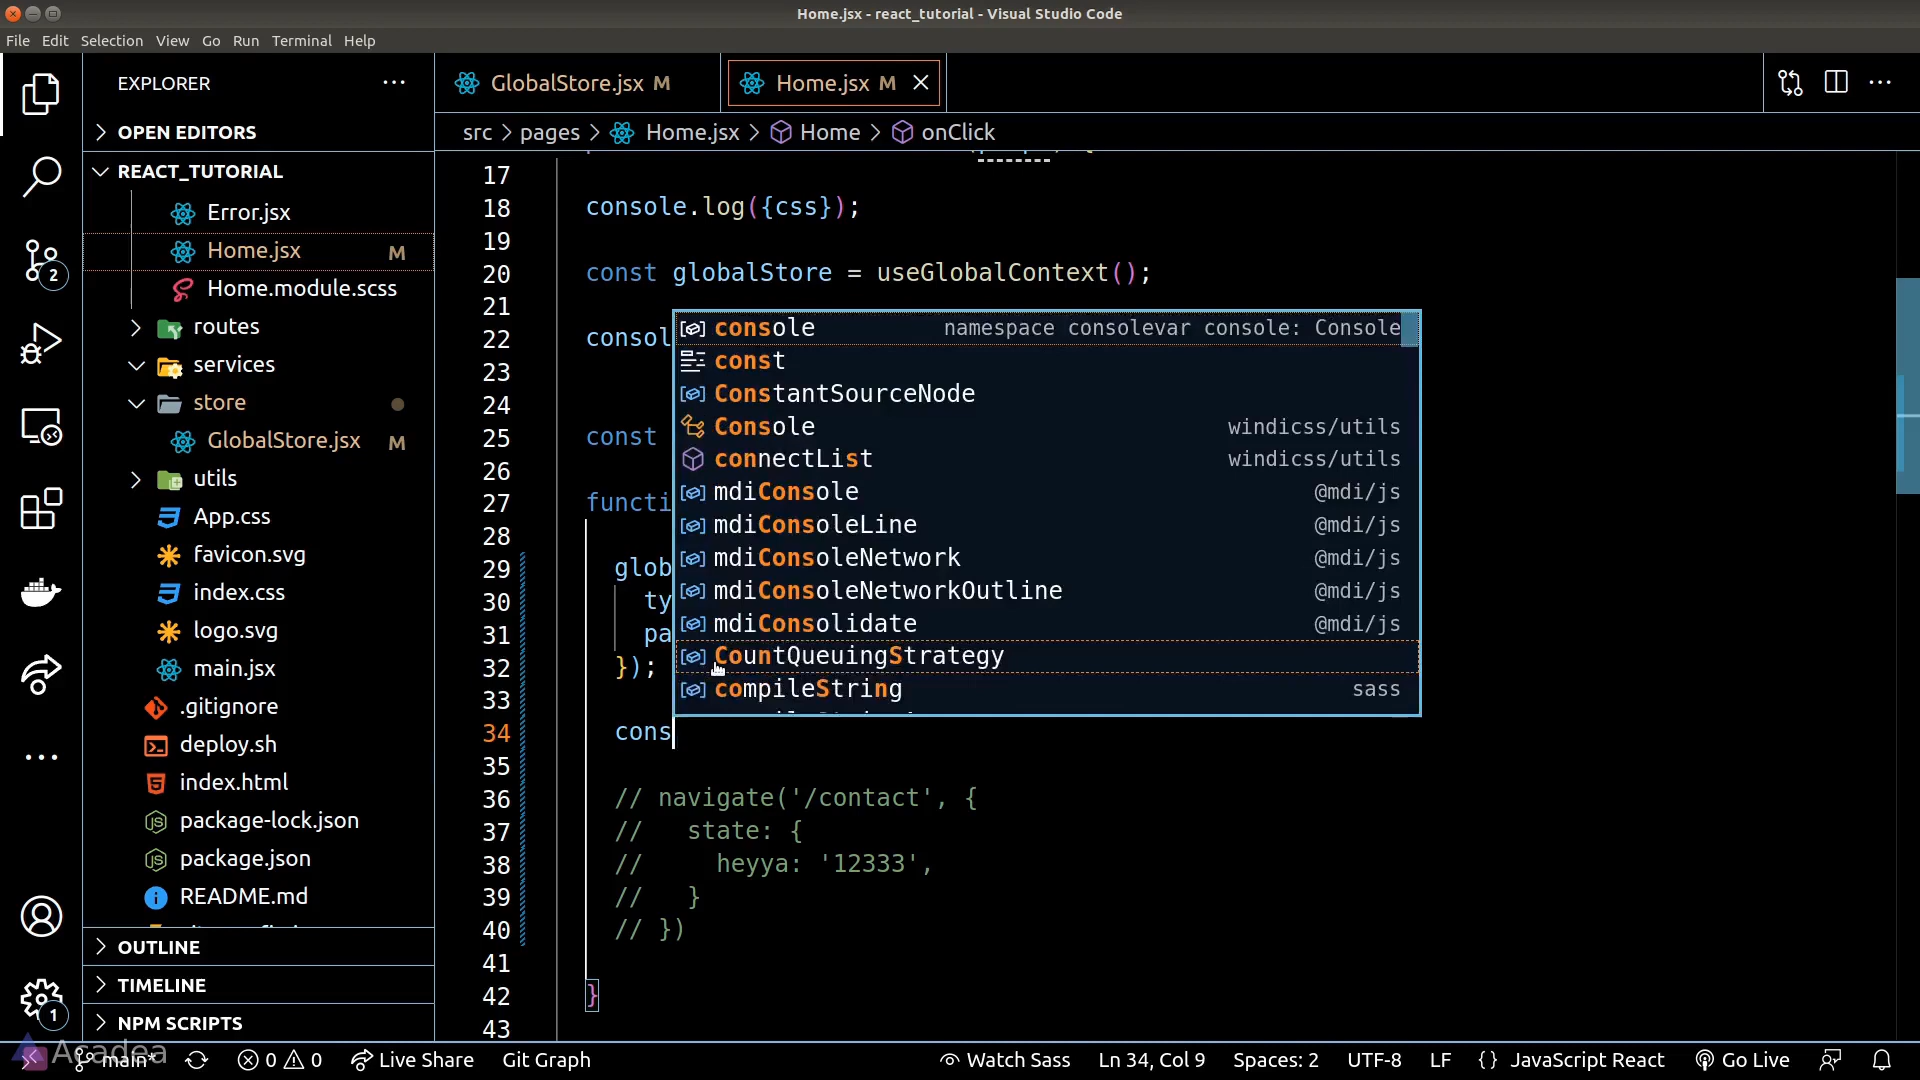 Home.jsx - react_tutorial - Visual Studio Code
File Edit Selection View Go Run Terminal Help
EXPLORER
OPEN EDITORS
REACT_TUTORIAL
Error.jsx
Home.jsx M
Home.module.scss
routes
services
store
GlobalStore.jsx M
utils
App.css
favicon.svg
index.css
logo.svg
main.jsx
.gitignore
deploy.sh
index.html
package-lock.json
package.json
README.md
OUTLINE
TIMELINE
NPM SCRIPTS
2
1
GlobalStore.jsx M
Home.jsx M
src > pages > Home.jsx > Home > onClick
17
18 console.log({css});
19
20 const globalStore = useGlobalContext();
21
22 consol
23
24
25 const
26
27 functi
28
29 glob
30 ty
31 pa
32 });
33
34 cons
35
36 // navigate('/contact', {
37 // state: {
38 // heyya: '12333',
39 // }
40 // })
41
42 }
43
console namespace consolevar console: Console
const
ConstantSourceNode
Console windicss/utils
connectList windicss/utils
mdiConsole @mdi/js
mdiConsoleLine @mdi/js
mdiConsoleNetwork @mdi/js
mdiConsoleNetworkOutline @mdi/js
mdiConsolidate @mdi/js
CountQueuingStrategy
compileString sass
Acadea
main* 0 0 Live Share Git Graph Watch Sass Ln 34, Col 9 Spaces: 2 UTF-8 LF {} JavaScript React Go Live